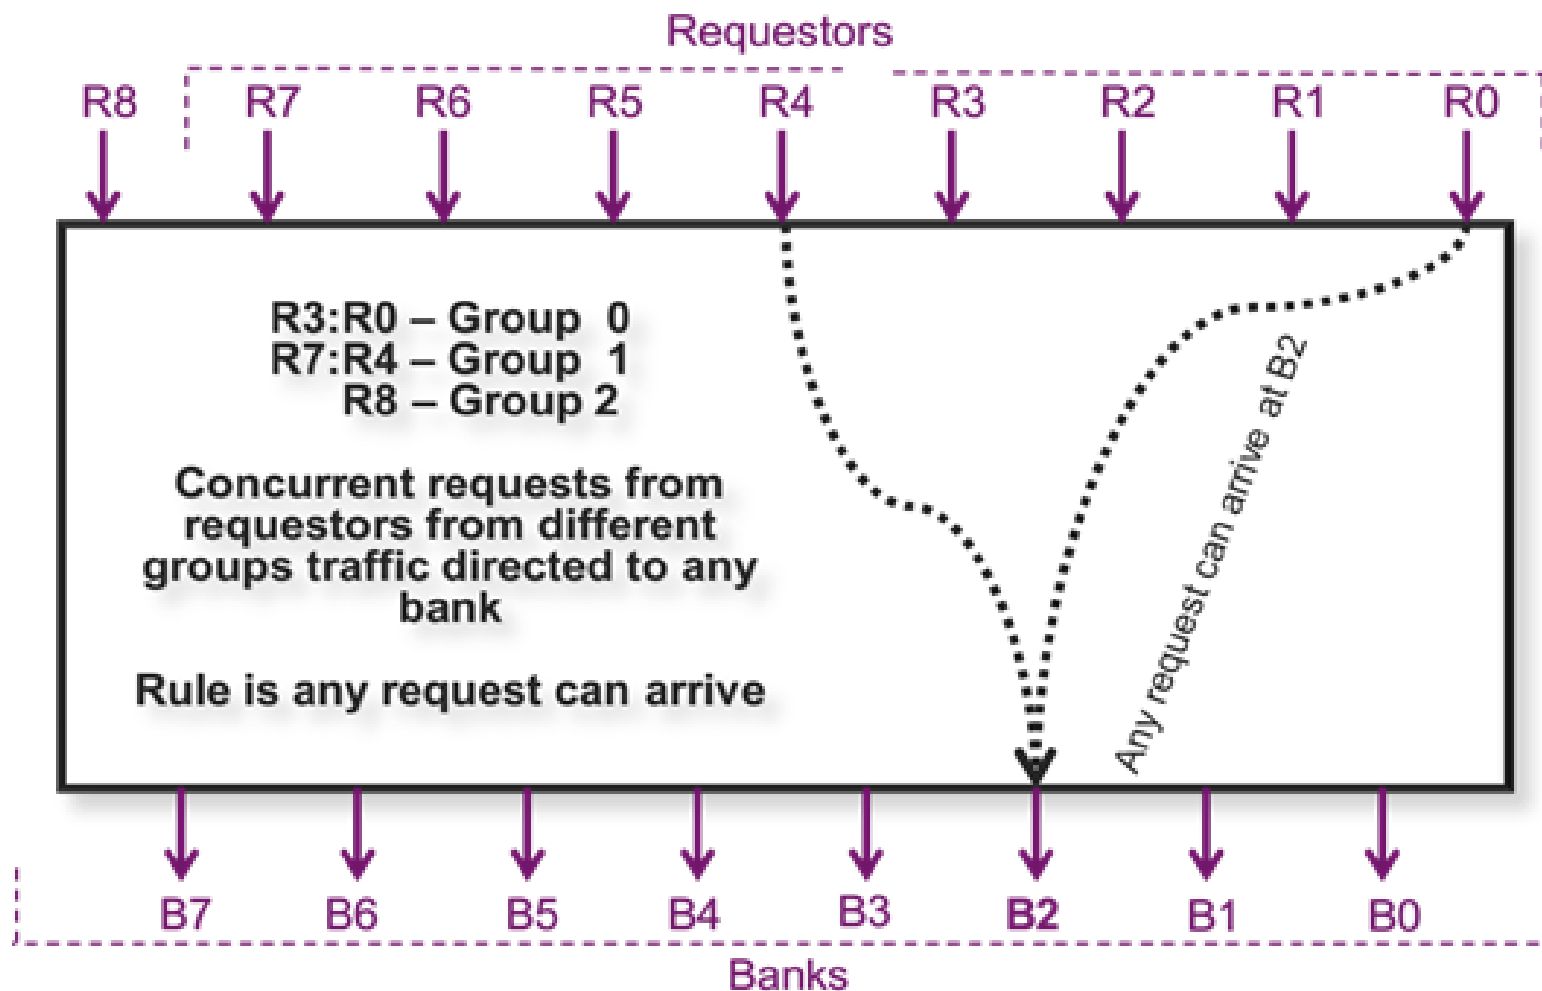 Requestors
R8 R7 R6 R5 R4 R3 R2 R1 R0
R3:R0 – Group 0
R7:R4 – Group 1
R8 – Group 2
Concurrent requests from
requestors from different
groups traffic directed to any
bank
Rule is any request can arrive
Any request can arrive at B2
B7 B6 B5 B4 B3 B2 B1 B0
Banks